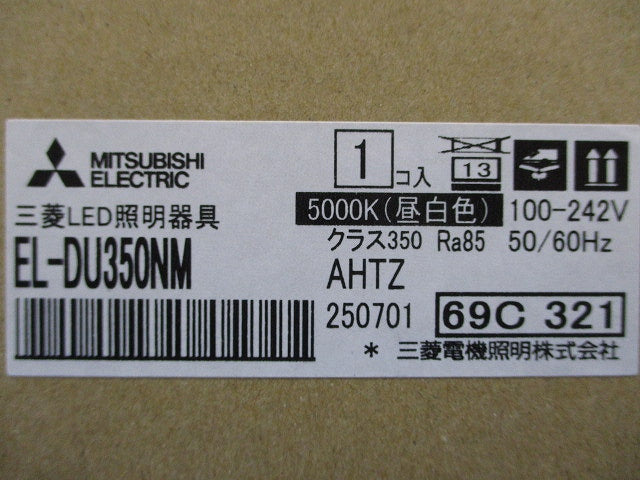 MITSUBISHI
ELECTRIC
1 コ入
13
三菱LED照明器具
5000K(昼白色) 100-242V
クラス350 Ra85 50/60Hz
EL-DU350NM
AHTZ
250701
69C 321
* 三菱電機照明株式会社